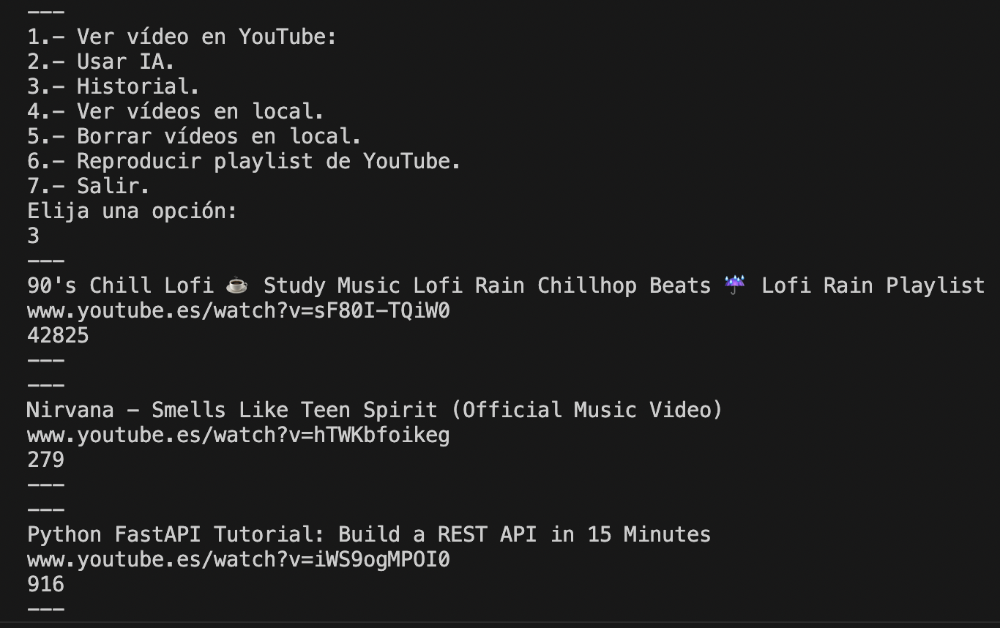 ---
1.- Ver vídeo en YouTube:
2.- Usar IA.
3.- Historial.
4.- Ver vídeos en local.
5.- Borrar vídeos en local.
6.- Reproducir playlist de YouTube.
7.- Salir.
Elija una opción:
3
---
90's Chill Lofi ☕ Study Music Lofi Rain Chillhop Beats ☔ Lofi Rain Playlist
www.youtube.es/watch?v=sF80I-TQiW0
42825
---
---
Nirvana - Smells Like Teen Spirit (Official Music Video)
www.youtube.es/watch?v=hTWKbfoikeg
279
---
---
Python FastAPI Tutorial: Build a REST API in 15 Minutes
www.youtube.es/watch?v=iWS9ogMPOI0
916
---